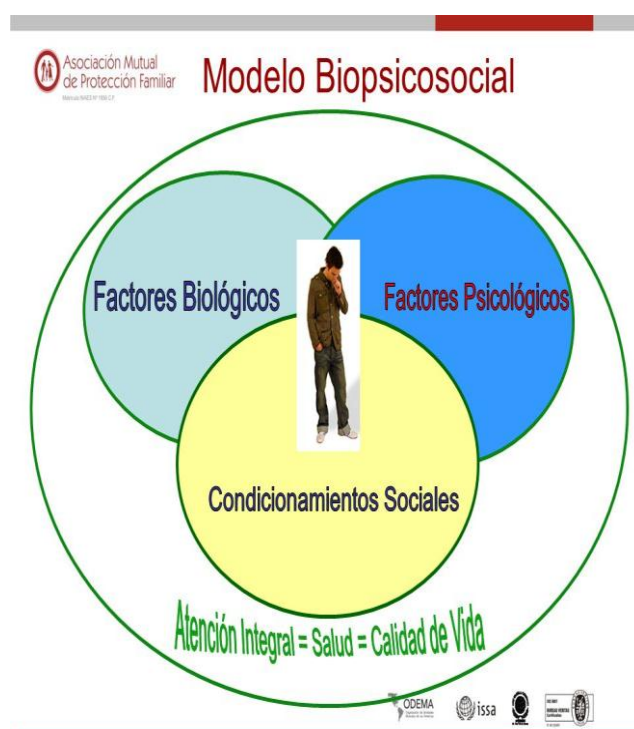 Asociación Mutual
de Protección Familiar
Modelo Biopsicosocial
Factores Biológicos
Factores Psicológicos
Condicionamientos Sociales
Atención Integral = Salud = Calidad de Vida
ODEMA
issa